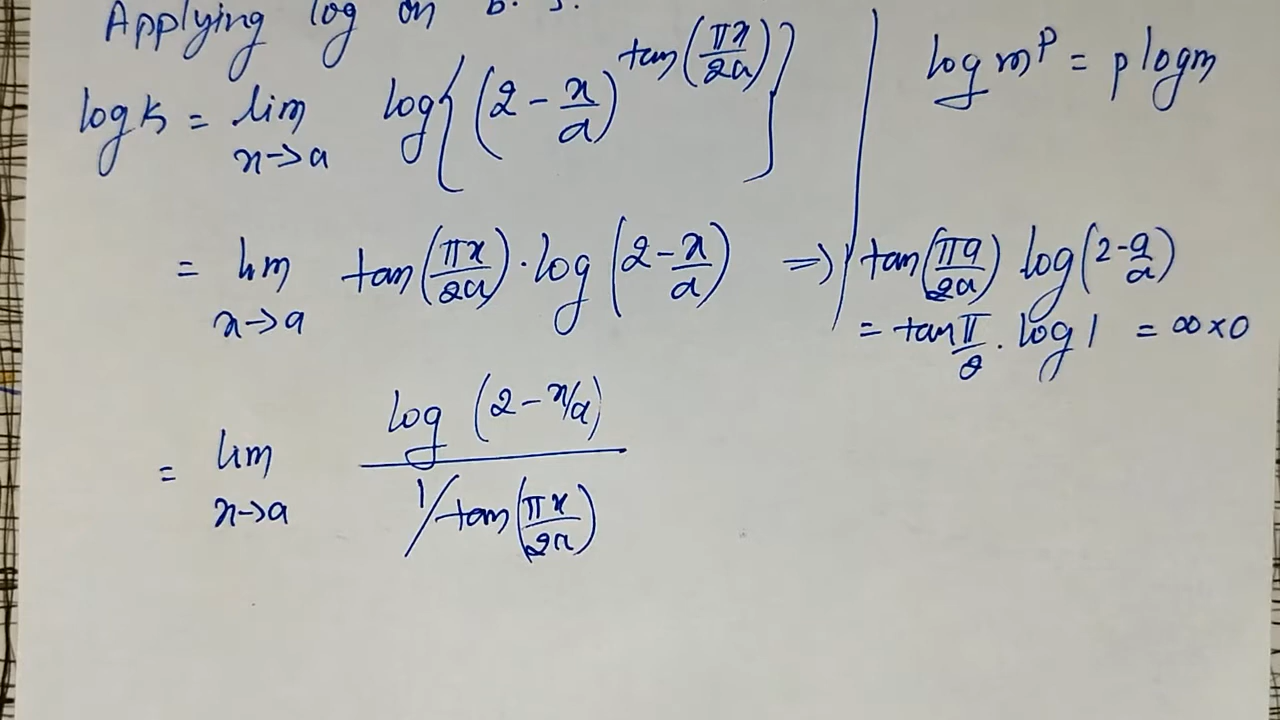 Applying log on b. s.
log k = lim x→a log{(2 - x/a)^tan(πx/2a)}
log m^p = p log m
= lim x→a tan(πx/2a) · log(2 - x/a) ⇒ tan(πa/2a) log(2 - a/a)
= tan π/2 . log 1 = ∞ × 0
= lim x→a log (2 - x/a) / 1/tan(πx/2a)